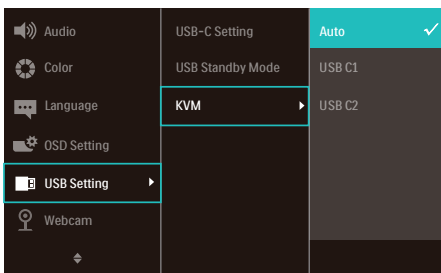 Audio
Color
Language
OSD Setting
USB Setting
Webcam
USB-C Setting
USB Standby Mode
KVM
Auto
USB C1
USB C2